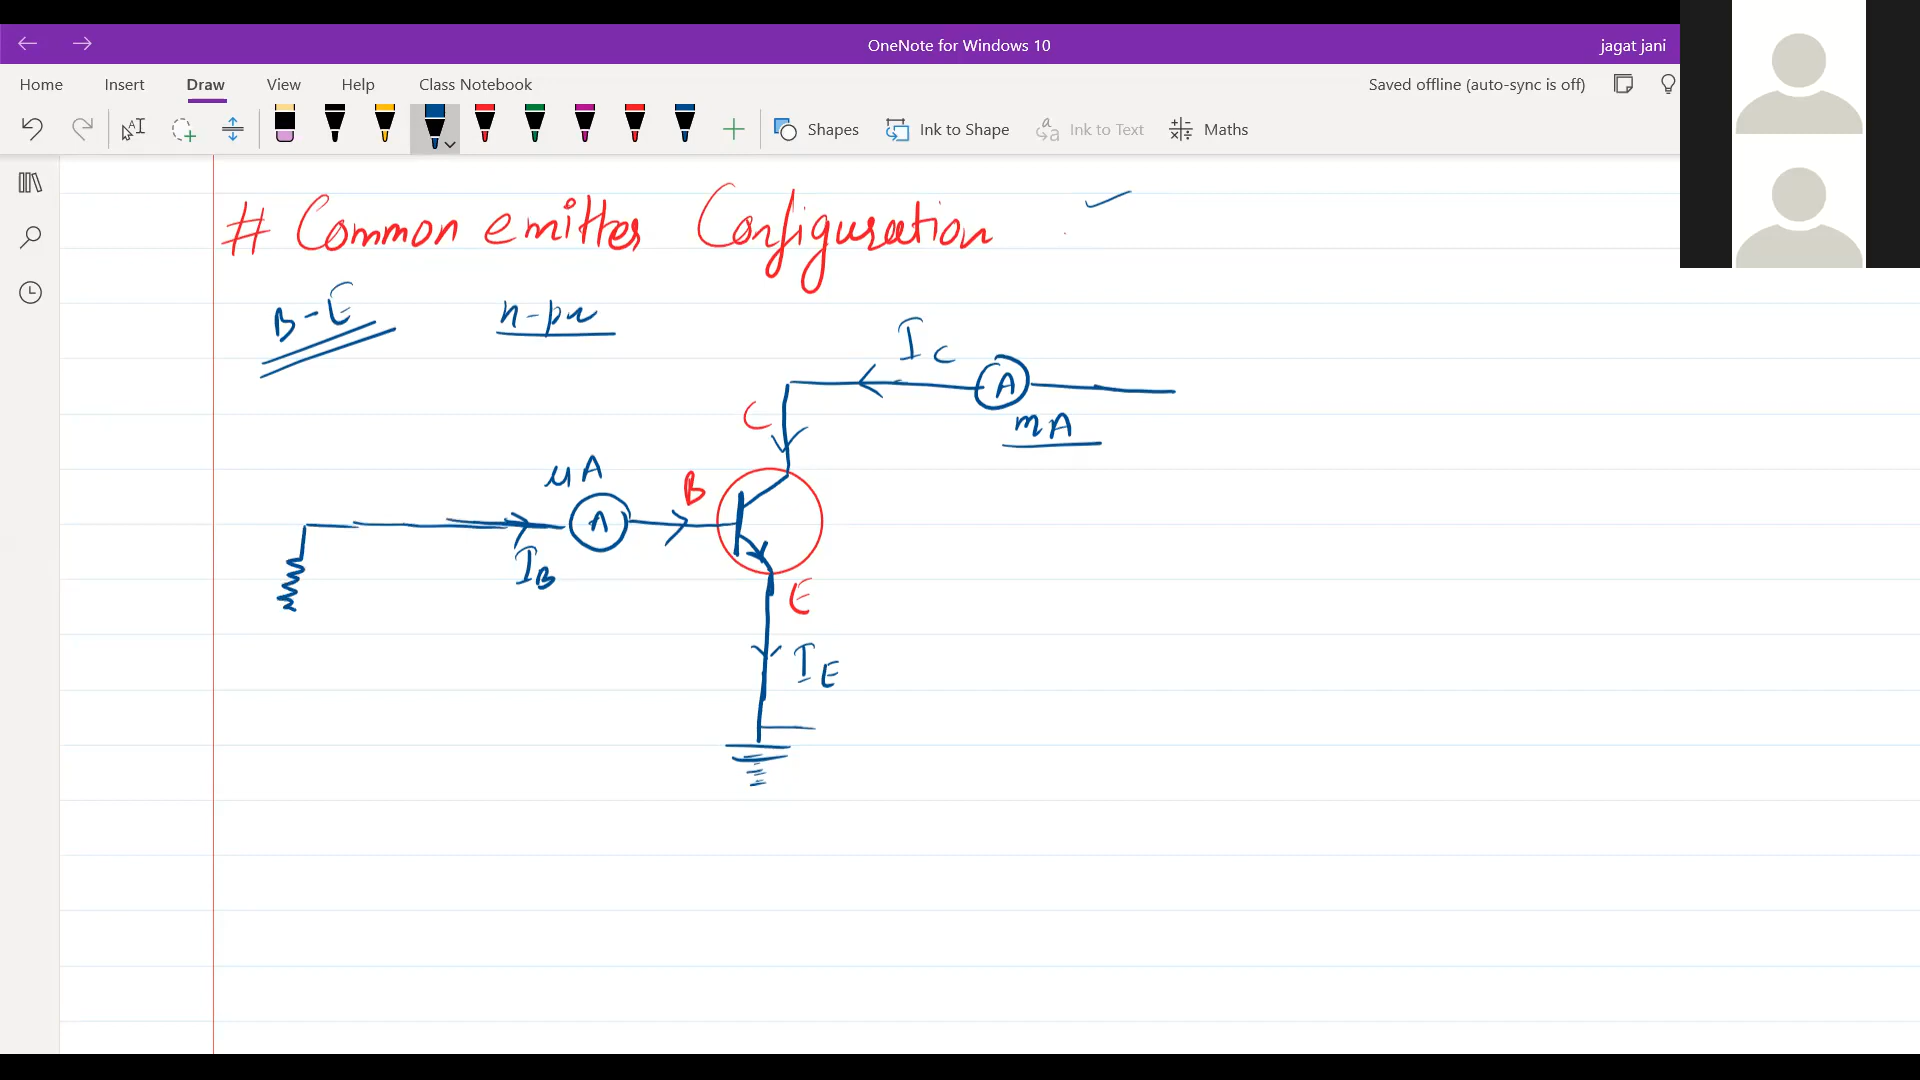 OneNote for Windows 10
jagat jani
Home Insert Draw View Help Class Notebook
Saved offline (auto-sync is off)
Shapes Ink to Shape Ink to Text Maths
# Common emitter Configuration
B-E n-pn
IC
A
C
mA
μA
B
A
IB
E
IE